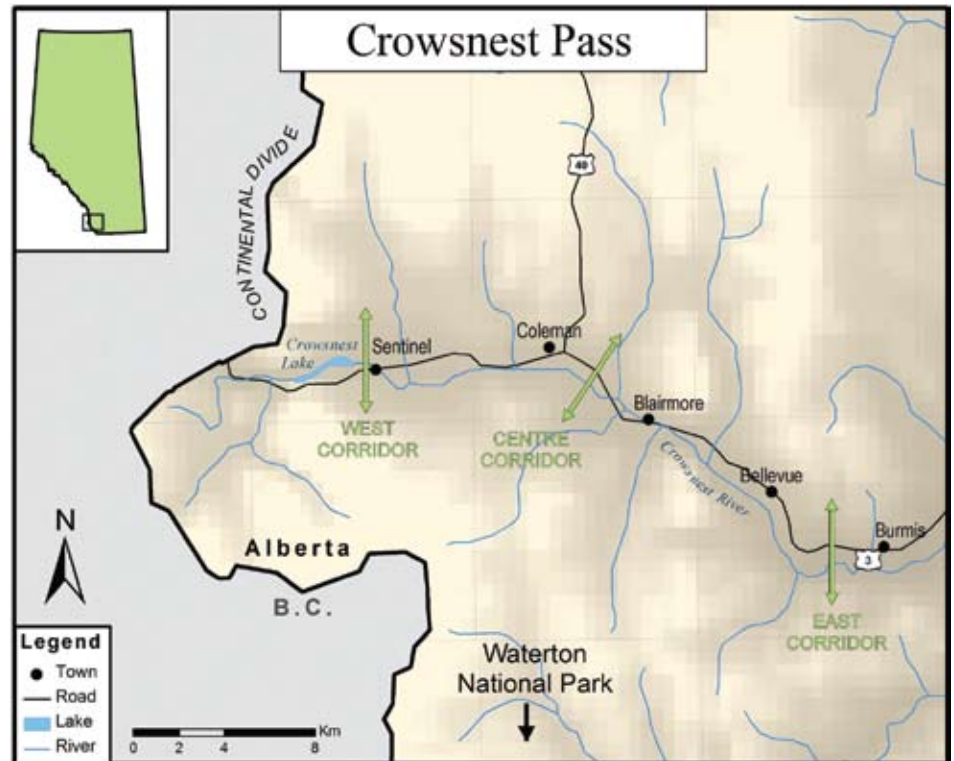 Crowsnest Pass
CONTINENTAL DIVIDE
40
Crowsnest
Lake
Sentinel
Coleman
WEST
CORRIDOR
CENTRE
CORRIDOR
Blairmore
Crowsnest River
Bellevue
Burmis
3
EAST
CORRIDOR
N
Alberta
B.C.
Waterton
National Park
Legend
Town
Road
Lake
River
Km
0 2 4 8